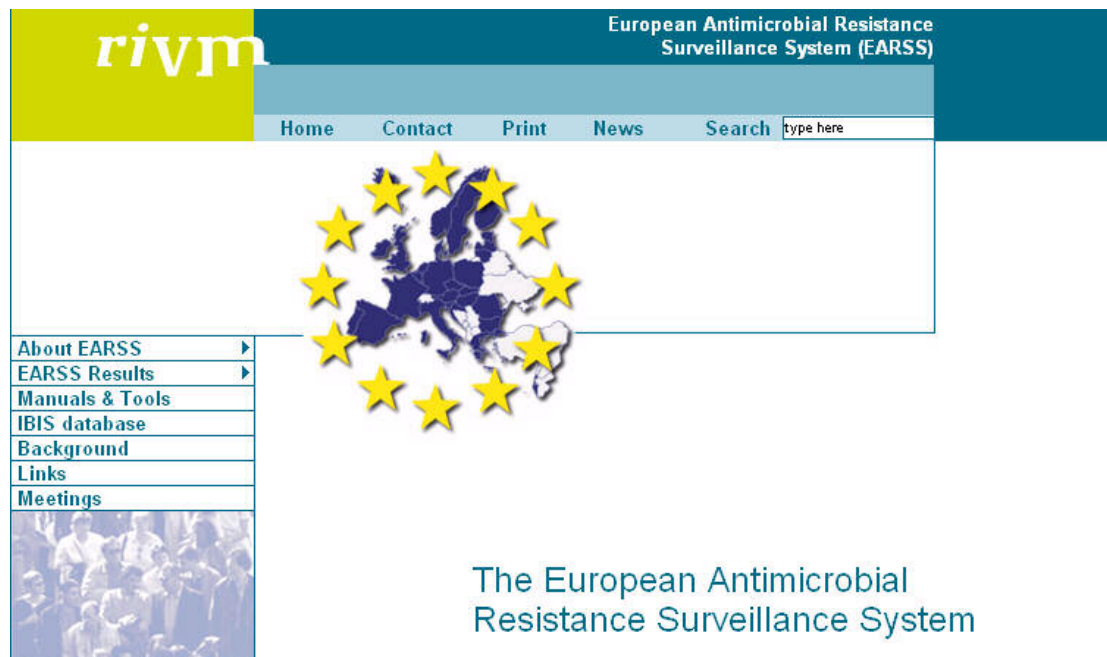 rivm
European Antimicrobial Resistance
Surveillance System (EARSS)
Home Contact Print News Search type here
About EARSS
EARSS Results
Manuals & Tools
IBIS database
Background
Links
Meetings
The European Antimicrobial
Resistance Surveillance System